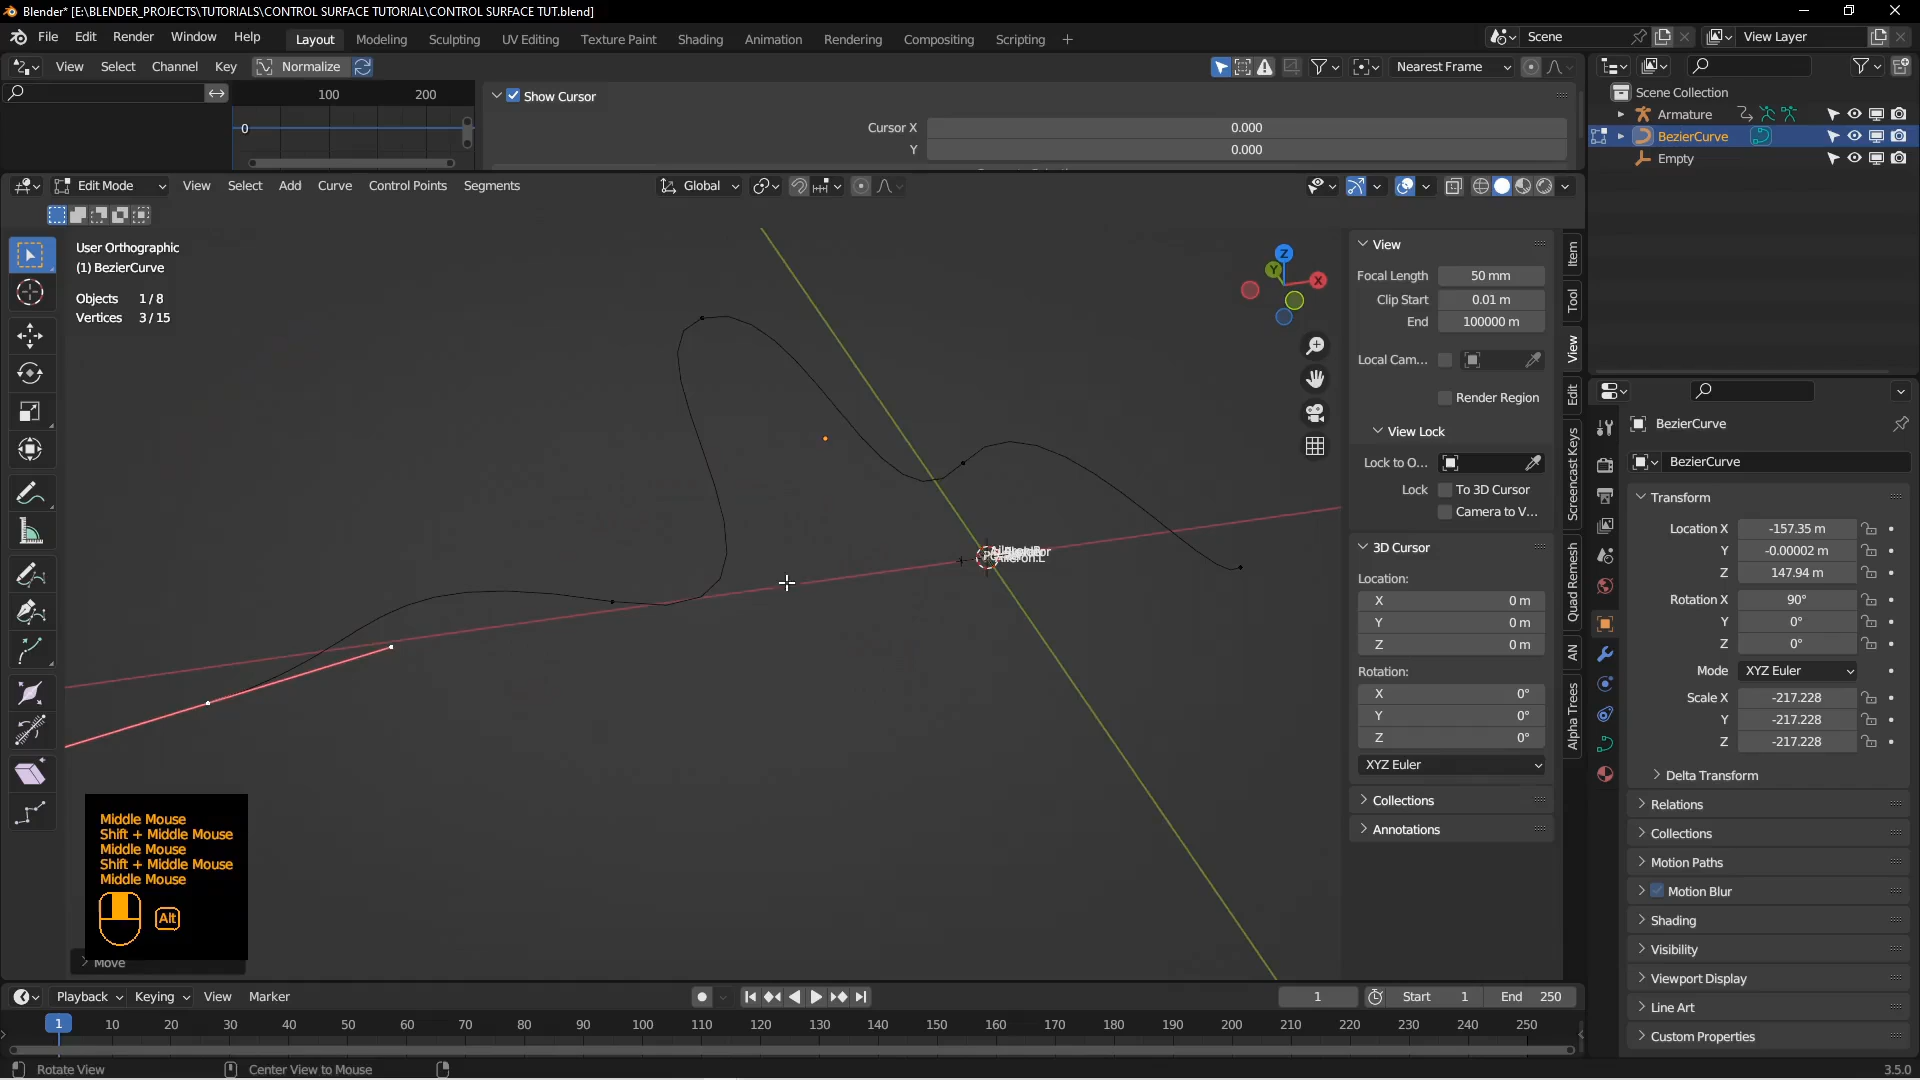 Blender* [E:\BLENDER_PROJECTS\TUTORIALS\CONTROL SURFACE TUTORIAL\CONTROL SURFACE TUT.blend]
File Edit Render Window Help Layout Modeling Sculpting UV Editing Texture Paint Shading Animation Rendering Compositing Scripting + Scene View Layer
View Select Channel Key Normalize Nearest Frame
100 200
0
Show Cursor
Cursor X 0.000
Y 0.000
Scene Collection
Armature
BezierCurve
Empty
Edit Mode View Select Add Curve Control Points Segments Global
User Orthographic
(1) BezierCurve
Objects 1 / 8
Vertices 3 / 15
Z
Y
X
Aileron.L
View
Focal Length 50 mm
Clip Start 0.01 m
End 100000 m
Local Cam...
Render Region
View Lock
Lock to O...
Lock To 3D Cursor
Camera to V...
3D Cursor
Location:
X 0 m
Y 0 m
Z 0 m
Rotation:
X 0°
Y 0°
Z 0°
XYZ Euler
Collections
Annotations
Item
Tool
View
Edit
Screencast Keys
Quad Remesh
AN
Alpha Trees
BezierCurve
BezierCurve
Transform
Location X -157.35 m
Y -0.00002 m
Z 147.94 m
Rotation X 90°
Y 0°
Z 0°
Mode XYZ Euler
Scale X -217.228
Y -217.228
Z -217.228
Delta Transform
Relations
Collections
Motion Paths
Motion Blur
Shading
Visibility
Viewport Display
Line Art
Custom Properties
Middle Mouse
Shift + Middle Mouse
Middle Mouse
Shift + Middle Mouse
Middle Mouse
Alt
Move
Playback Keying View Marker 1 Start 1 End 250
1 10 20 30 40 50 60 70 80 90 100 110 120 130 140 150 160 170 180 190 200 210 220 230 240 250
Rotate View Center View to Mouse 3.5.0